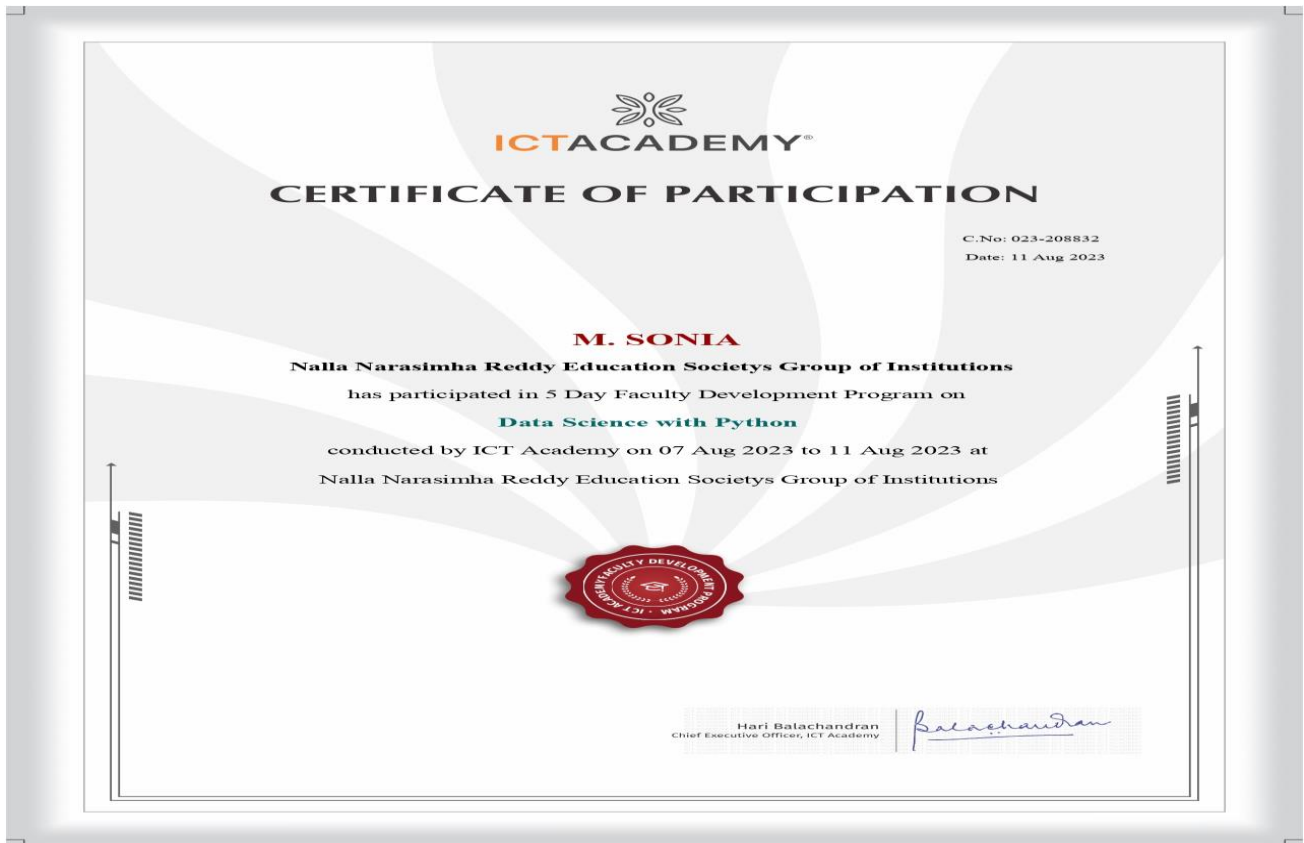 ICTACADEMY®
CERTIFICATE OF PARTICIPATION
C.No: 023-208832
Date: 11 Aug 2023
M. SONIA
Nalla Narasimha Reddy Education Societys Group of Institutions
has participated in 5 Day Faculty Development Program on
Data Science with Python
conducted by ICT Academy on 07 Aug 2023 to 11 Aug 2023 at
Nalla Narasimha Reddy Education Societys Group of Institutions
FACULTY DEVELOPMENT PROGRAM · ICT ACADEMY
Hari Balachandran
Chief Executive Officer, ICT Academy
Balachandran